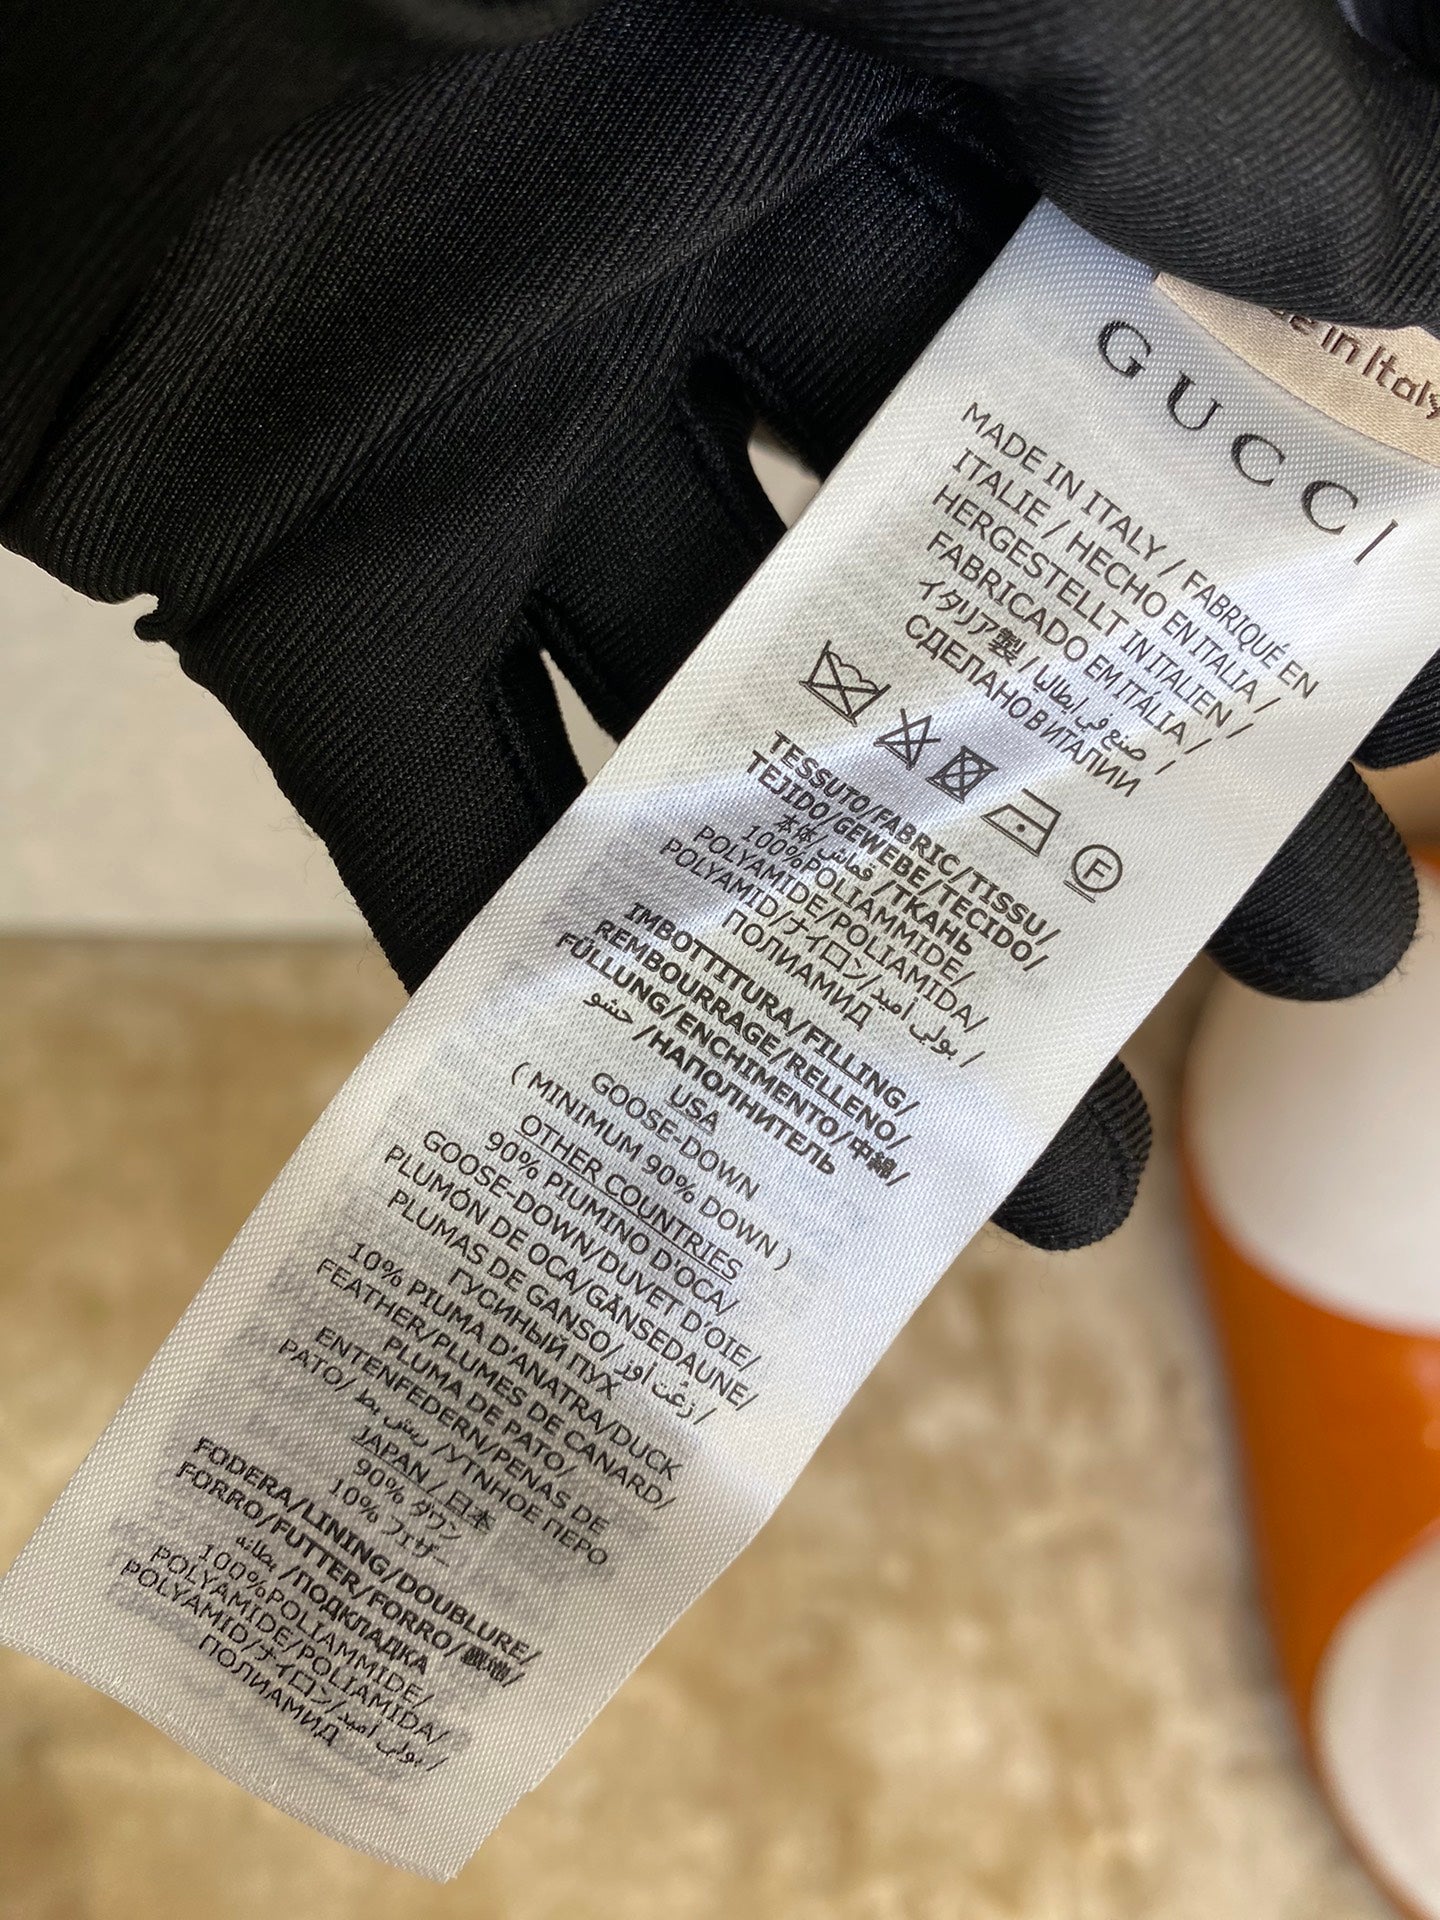 in Italy
GUCCI
MADE IN ITALY / FABRIQUÉ EN
ITALIE / HECHO EN ITALIA /
HERGESTELLT IN ITALIEN /
FABRICADO EM ITÁLIA /
イタリア製 / صنع في ايطاليا /
СДЕЛАНО В ИТАЛИИ
F
TESSUTO/FABRIC/TISSU/
TEJIDO/GEWEBE/TECIDO/
本体/قماش /ТКАНЬ
100%POLIAMMIDE/
POLYAMIDE/POLIAMIDA/
POLYAMID/ナイロン/بولي أميد /
ПОЛИАМИД
IMBOTTITURA/FILLING/
REMBOURRAGE/RELLENO/
FÜLLUNG/ENCHIMENTO/中綿/
حشو /НАПОЛНИТЕЛЬ
USA
GOOSE-DOWN
( MINIMUM 90% DOWN )
OTHER COUNTRIES
90% PIUMINO D'OCA/
GOOSE-DOWN/DUVET D'OIE/
PLUMÓN DE OCA/GÄNSEDAUNE/
PLUMAS DE GANSO/زغب أوز /
ГУСИНЫЙ ПУХ
10% PIUMA D'ANATRA/DUCK
FEATHER/PLUMES DE CANARD/
PLUMA DE PATO/
ENTENFEDERN/PENAS DE
PATO/ ريش بط /УТНОЕ ПЕРО
JAPAN / 日本
90% ダウン
10% フェザー
FODERA/LINING/DOUBLURE/
FORRO/FUTTER/FORRO/裏地/
بطانة /ПОДКЛАДКА
100%POLIAMMIDE/
POLYAMIDE/POLIAMIDA/
POLYAMID/ナイロン/بولي أميد /
ПОЛИАМИД